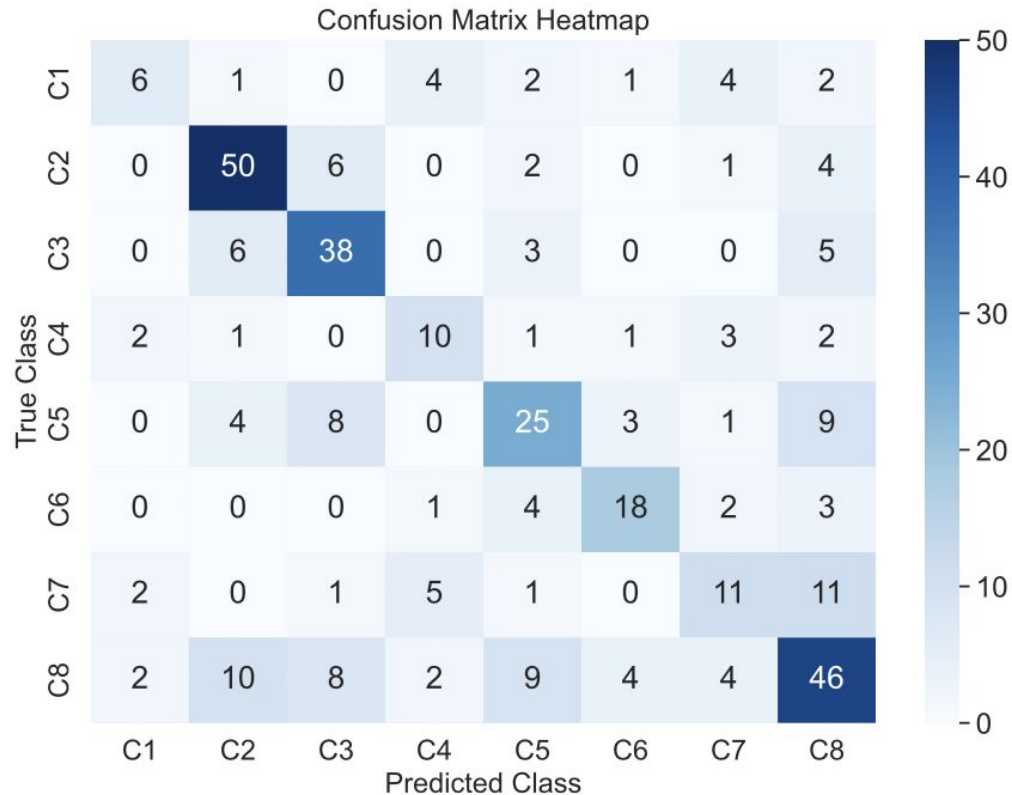 Confusion Matrix Heatmap
C1 6 1 0 4 2 1 4 2
C2 0 50 6 0 2 0 1 4
C3 0 6 38 0 3 0 0 5
C4 2 1 0 10 1 1 3 2
C5 0 4 8 0 25 3 1 9
C6 0 0 0 1 4 18 2 3
C7 2 0 1 5 1 0 11 11
C8 2 10 8 2 9 4 4 46
C1 C2 C3 C4 C5 C6 C7 C8
Predicted Class
True Class
50
40
30
20
10
0